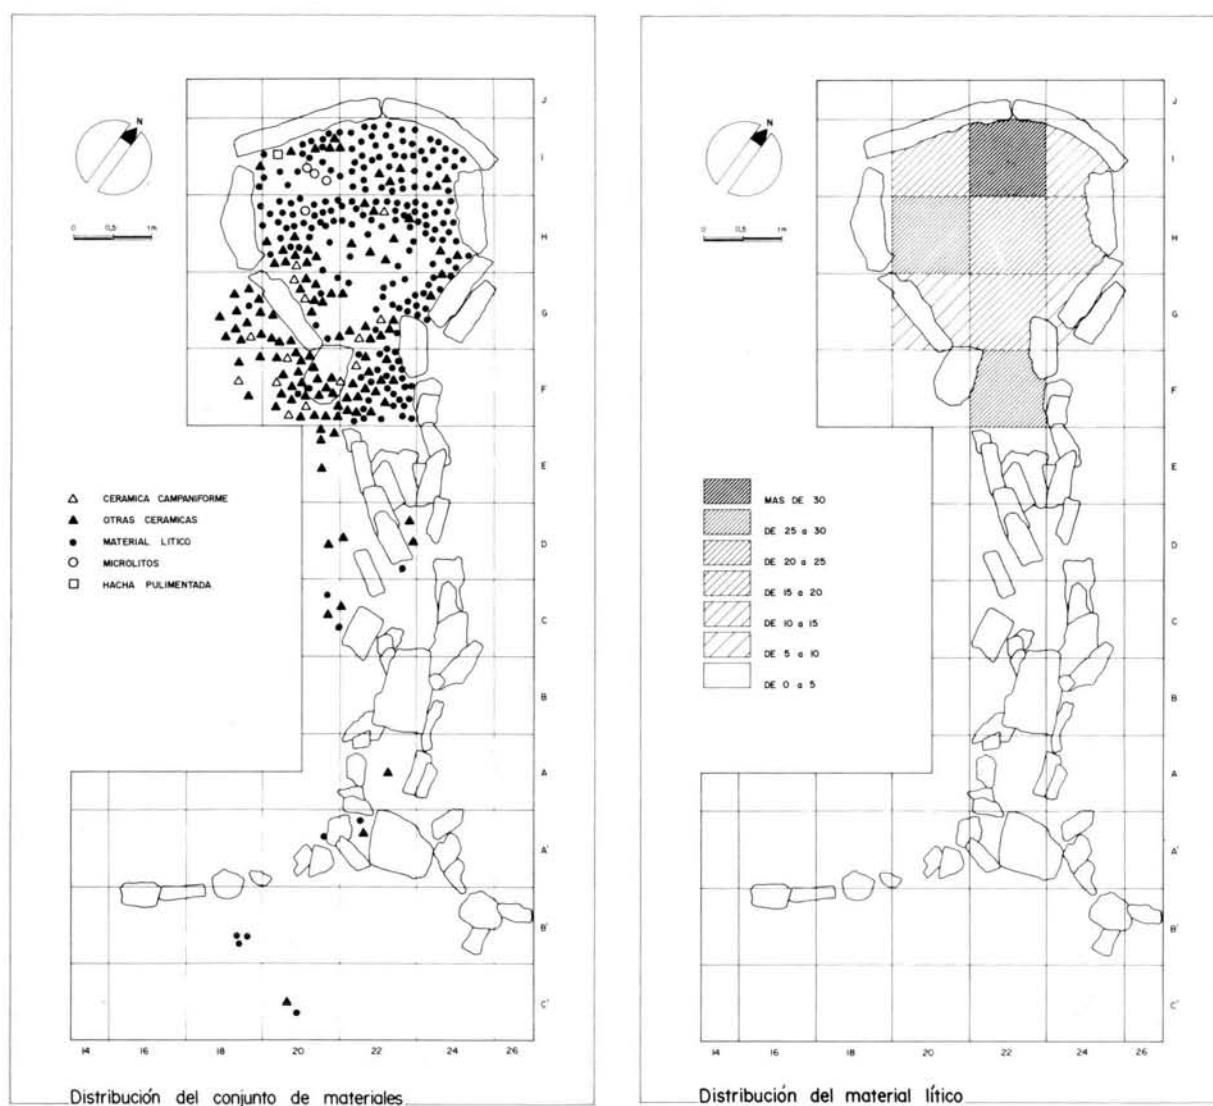 N
0 0,5 1m
J
I
H
G
F
E
D
C
B
A
A'
B'
C'
CERAMICA CAMPANIFORME
OTRAS CERAMICAS
MATERIAL LITICO
MICROLITOS
HACHA PULIMENTADA
14 16 18 20 22 24 26
Distribución del conjunto de materiales
N
0 0,5 1m
J
I
H
G
F
E
D
C
B
A
A'
B'
C'
MAS DE 30
DE 25 a 30
DE 20 a 25
DE 15 a 20
DE 10 a 15
DE 5 a 10
DE 0 a 5
14 16 18 20 22 24 26
Distribución del material lítico